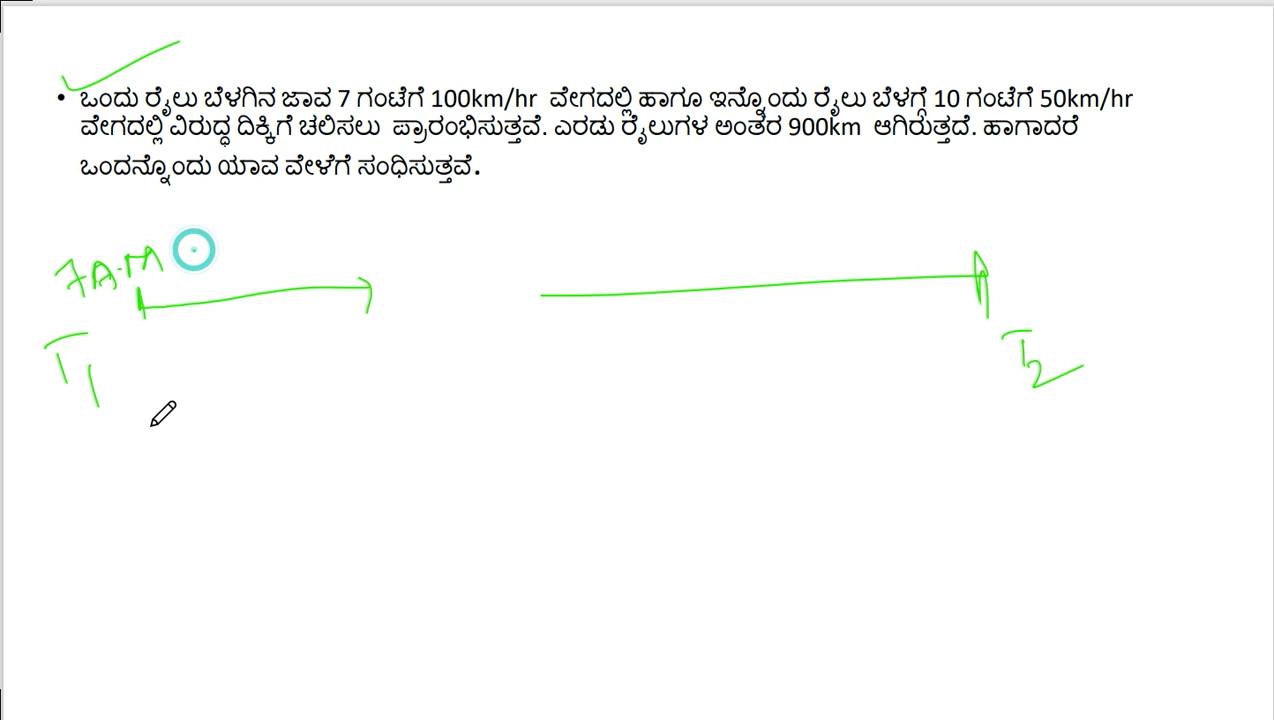 • ಒಂದು ರೈಲು ಬೆಳಗಿನ ಜಾವ 7 ಗಂಟೆಗೆ 100km/hr ವೇಗದಲ್ಲಿ ಹಾಗೂ ಇನ್ನೊಂದು ರೈಲು ಬೆಳಗ್ಗೆ 10 ಗಂಟೆಗೆ 50km/hr
ವೇಗದಲ್ಲಿ ವಿರುದ್ಧ ದಿಕ್ಕಿಗೆ ಚಲಿಸಲು ಪ್ರಾರಂಭಿಸುತ್ತವೆ. ಎರಡು ರೈಲುಗಳ ಅಂತರ 900km ಆಗಿರುತ್ತದೆ. ಹಾಗಾದರೆ
ಒಂದನ್ನೊಂದು ಯಾವ ವೇಳೆಗೆ ಸಂಧಿಸುತ್ತವೆ.
7A.M
T1
T2